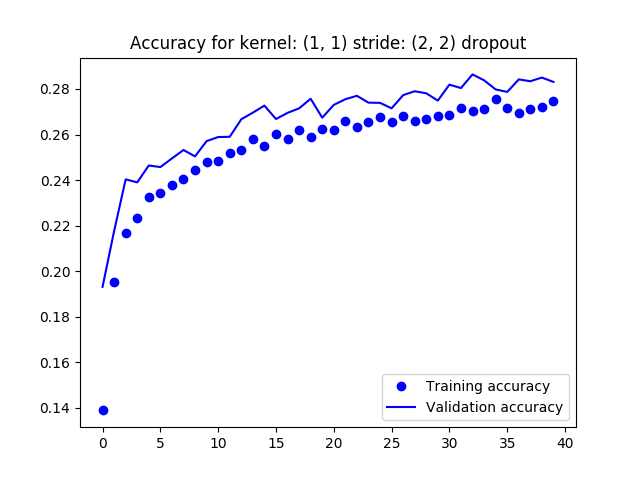 Accuracy for kernel: (1, 1) stride: (2, 2) dropout
0.28
0.26
0.24
0.22
0.20
0.18
0.16
0.14
Training accuracy
Validation accuracy
0 5 10 15 20 25 30 35 40